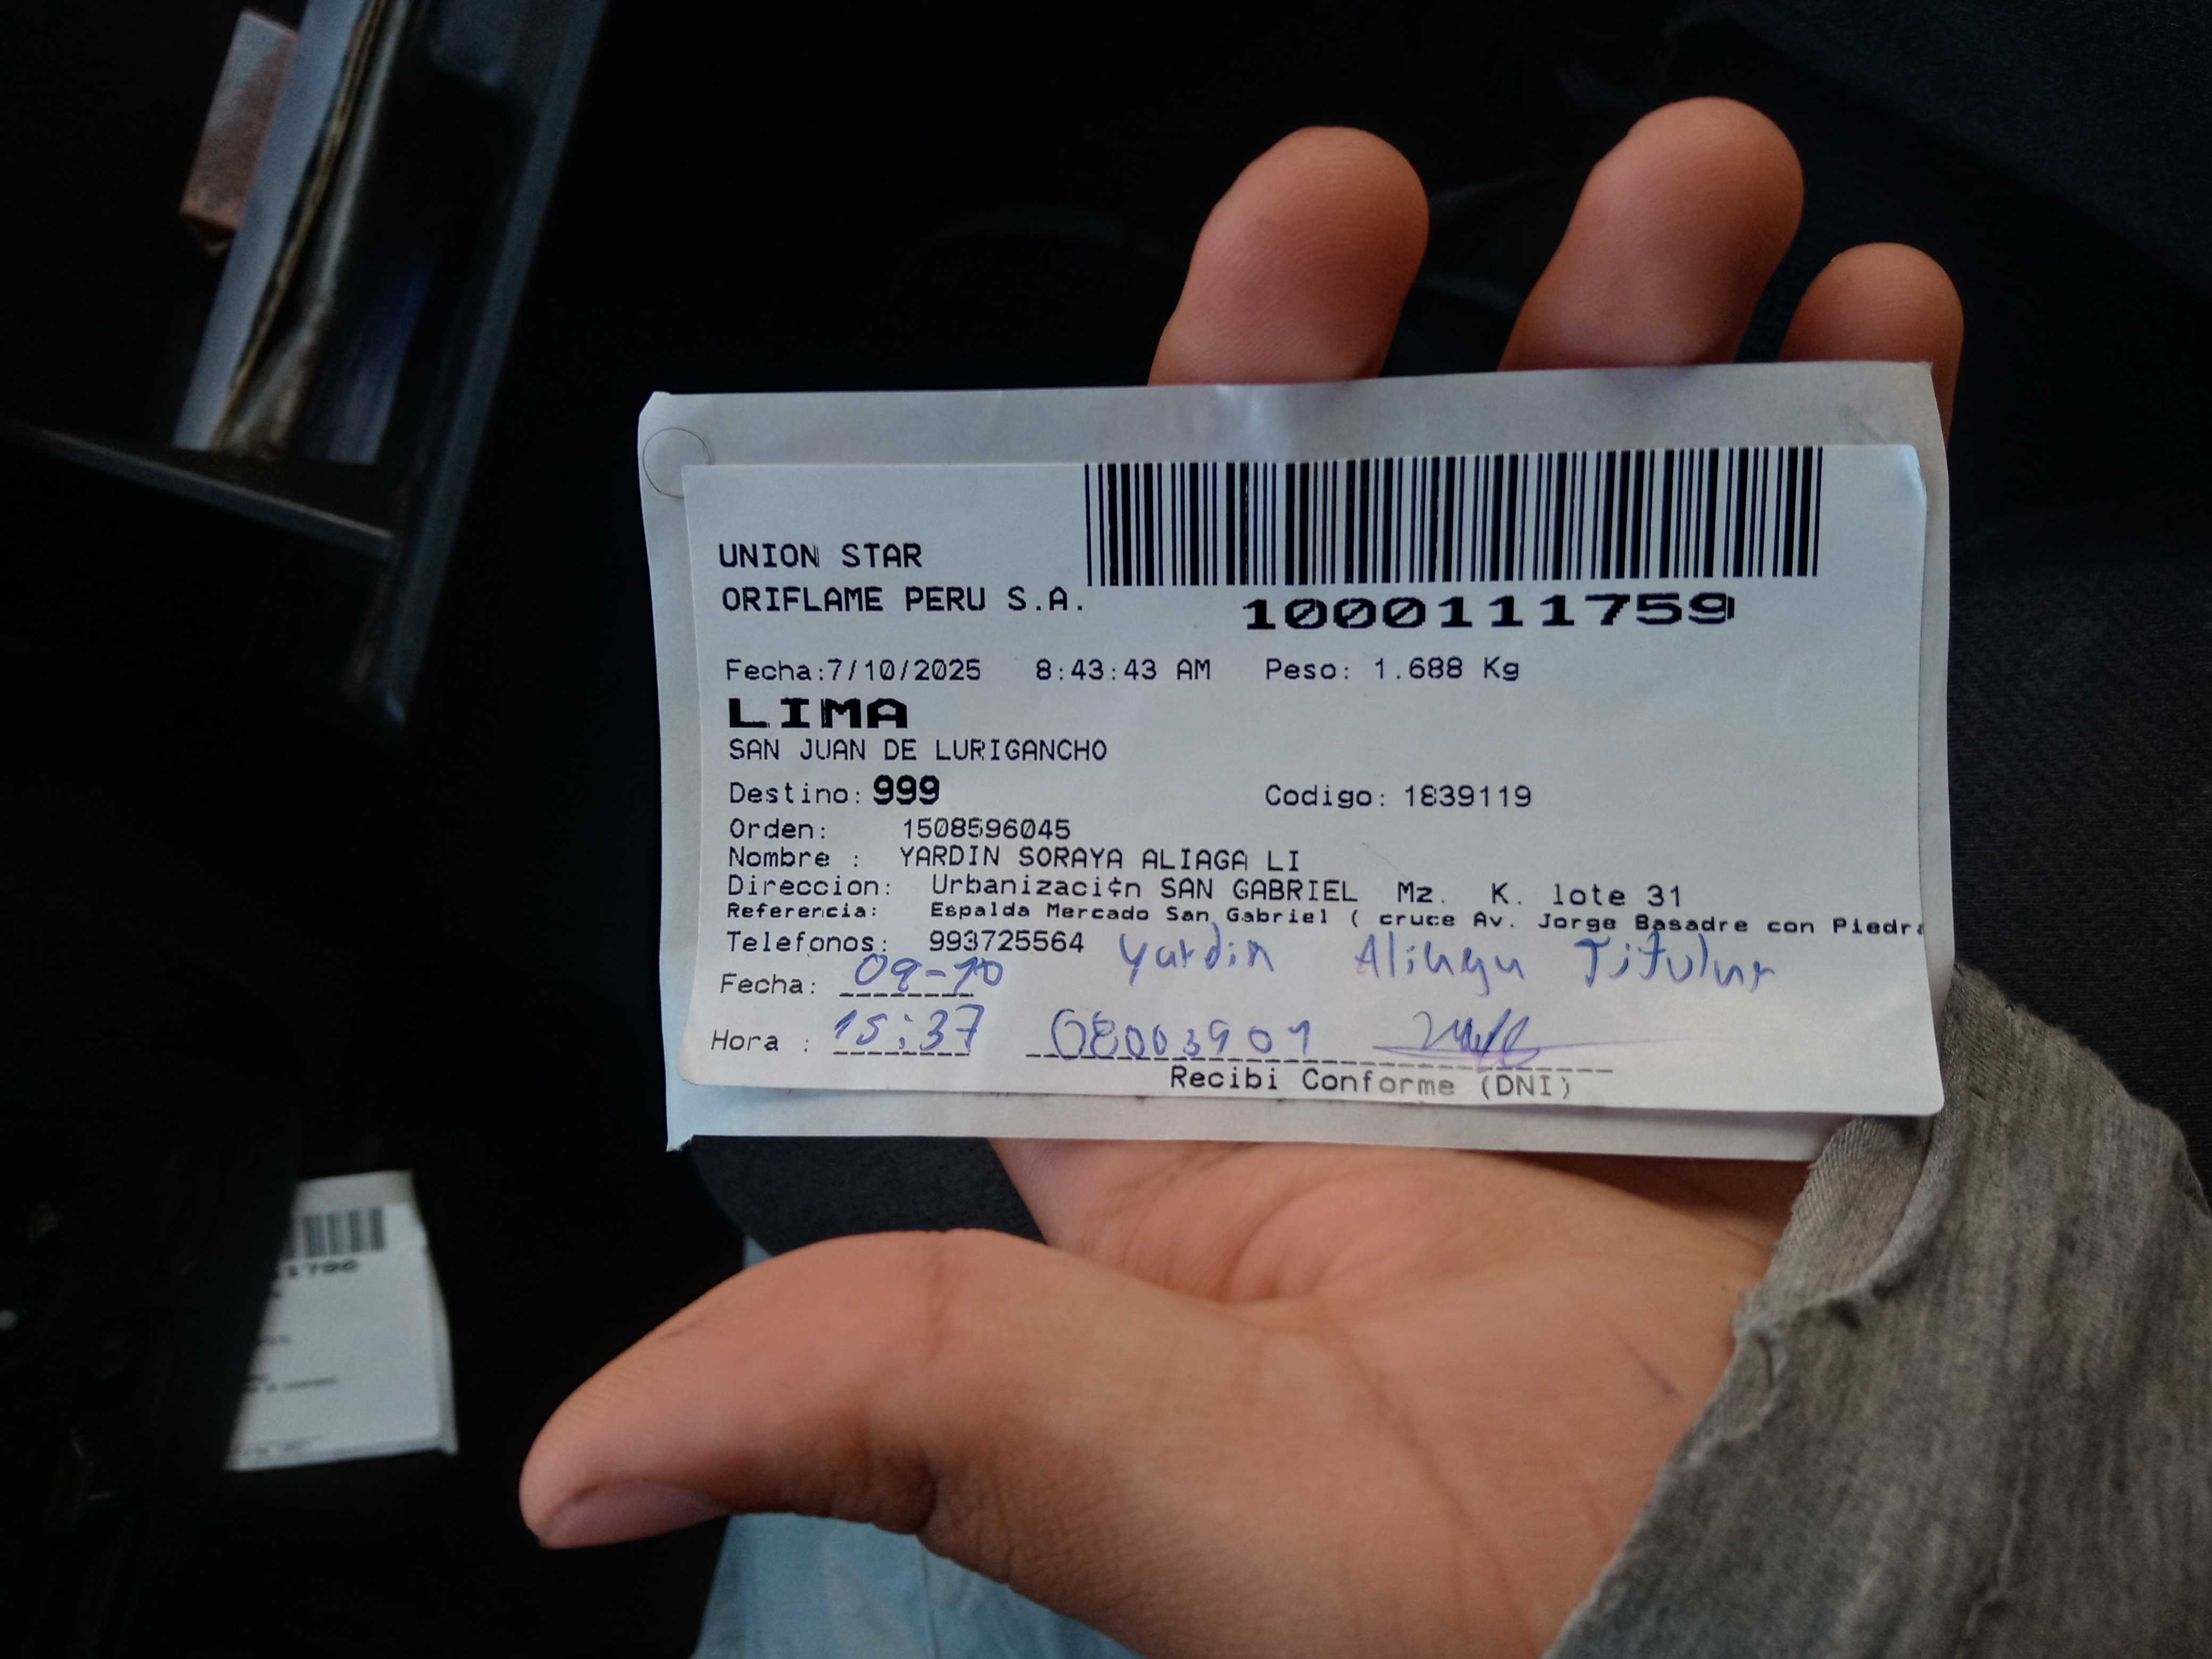 UNION STAR
ORIFLAME PERU S.A.
1000111759
Fecha:7/10/2025 8:43:43 AM Peso: 1.688 Kg
LIMA
SAN JUAN DE LURIGANCHO
Destino: 999 Codigo: 1839119
Orden: 1508596045
Nombre : YARDIN SORAYA ALIAGA LI
Direccion: Urbanizaci¢n SAN GABRIEL Mz. K. lote 31
Referencia: Espalda Mercado San Gabriel ( cruce Av. Jorge Basadre con Piedra
Telefonos: 993725564 Yardin Aliaga Titular
Fecha: 09-10
Hora : 15:37 08003901
Recibi Conforme (DNI)